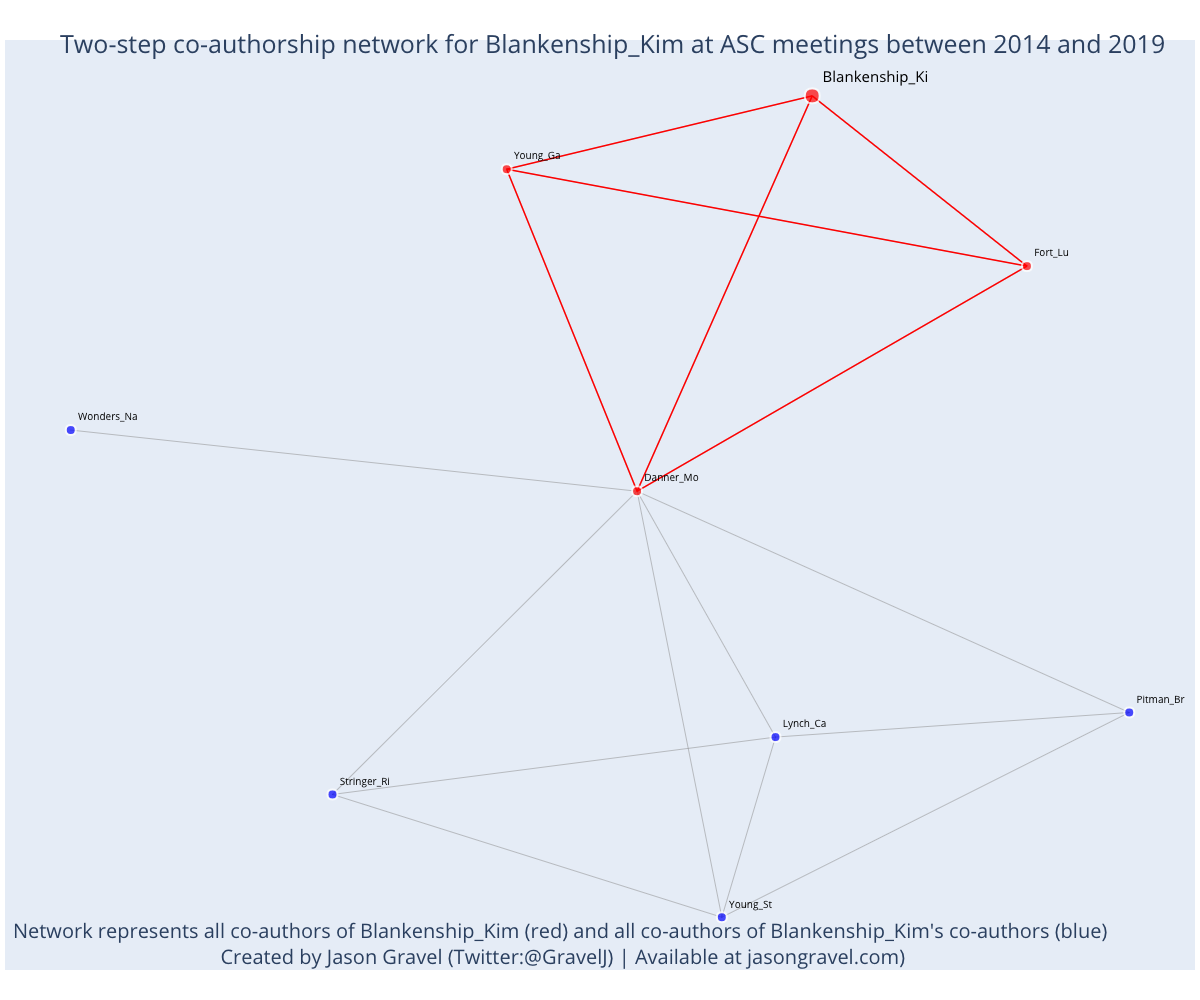 Two-step co-authorship network for Blankenship_Kim at ASC meetings between 2014 and 2019
Blankenship_Ki
Young_Ga
Fort_Lu
Wonders_Na
Danner_Mo
Pitman_Br
Lynch_Ca
Stringer_Ri
Young_St
Network represents all co-authors of Blankenship_Kim (red) and all co-authors of Blankenship_Kim's co-authors (blue)
Created by Jason Gravel (Twitter:@GravelJ) | Available at jasongravel.com)